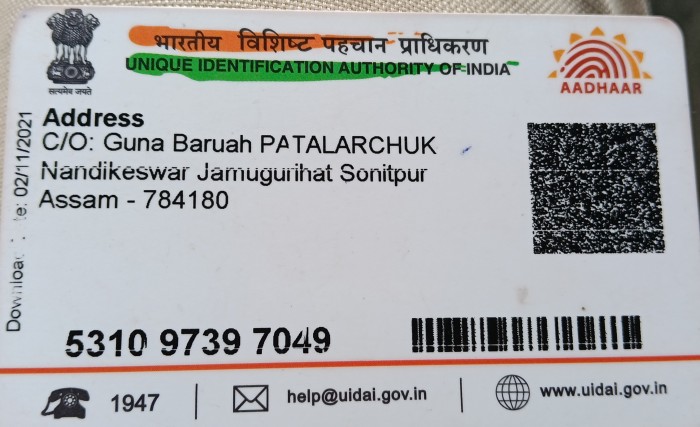 भारतीय विशिष्ट पहचान प्राधिकरण
UNIQUE IDENTIFICATION AUTHORITY OF INDIA
सत्यमेव जयते
AADHAAR
Address
C/O: Guna Baruah PATALARCHUK
Nandikeswar Jamugurihat Sonitpur
Assam - 784180
02/11/2021
5310 9739 7049
1947
help@uidai.gov.in
www.uidai.gov.in